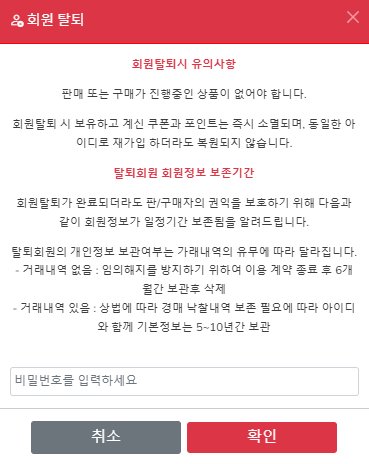 회원 탈퇴
회원탈퇴시 유의사항
판매 또는 구매가 진행중인 상품이 없어야 합니다.
회원탈퇴 시 보유하고 계신 쿠폰과 포인트는 즉시 소멸되며, 동일한 아
이디로 재가입 하더라도 복원되지 않습니다.
탈퇴회원 회원정보 보존기간
회원탈퇴가 완료되더라도 판/구매자의 권익을 보호하기 위해 다음과
같이 회원정보가 일정기간 보존됨을 알려드립니다.
탈퇴회원의 개인정보 보관여부는 가래내역의 유무에 따라 달라집니다.
- 거래내역 없음 : 임의해지를 방지하기 위하여 이용 계약 종료 후 6개
월간 보관후 삭제
- 거래내역 있음 : 상법에 따라 경매 낙찰내역 보존 필요에 따라 아이디
와 함께 기본정보는 5~10년간 보관
비밀번호를 입력하세요
취소
확인